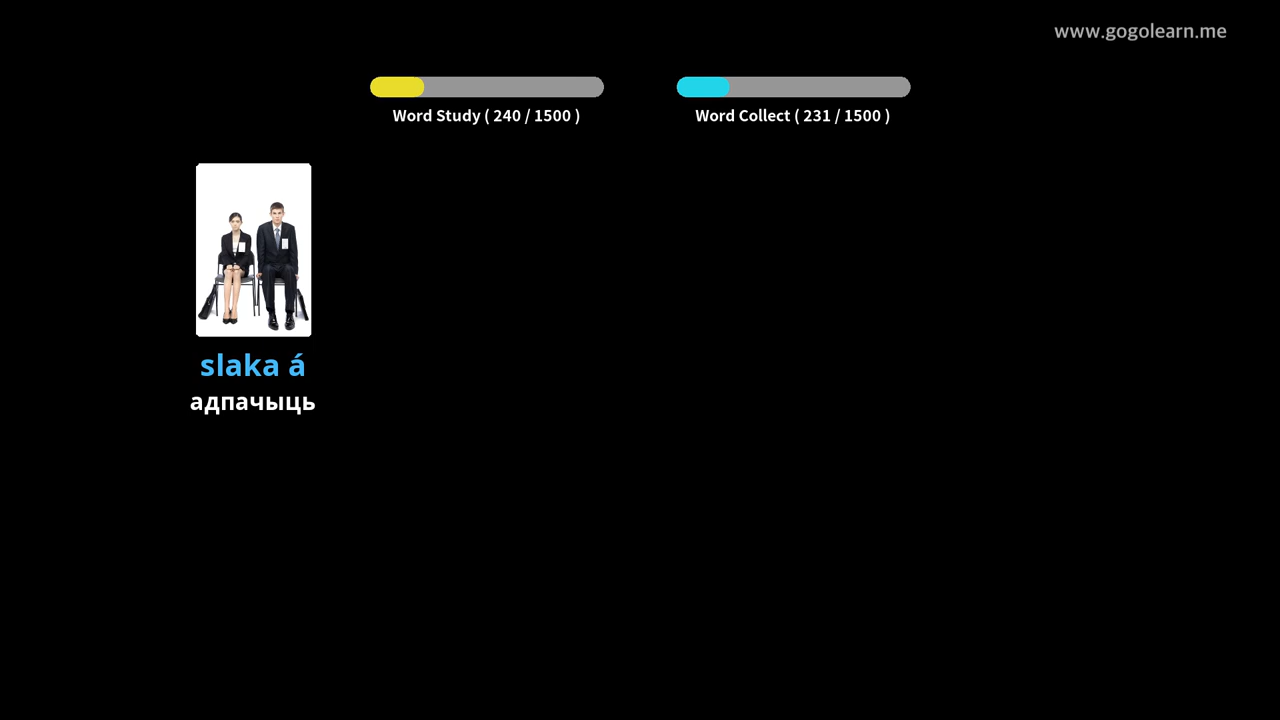 www.gogolearn.me
Word Study ( 240 / 1500 )
Word Collect ( 231 / 1500 )
slaka á
адпачыць